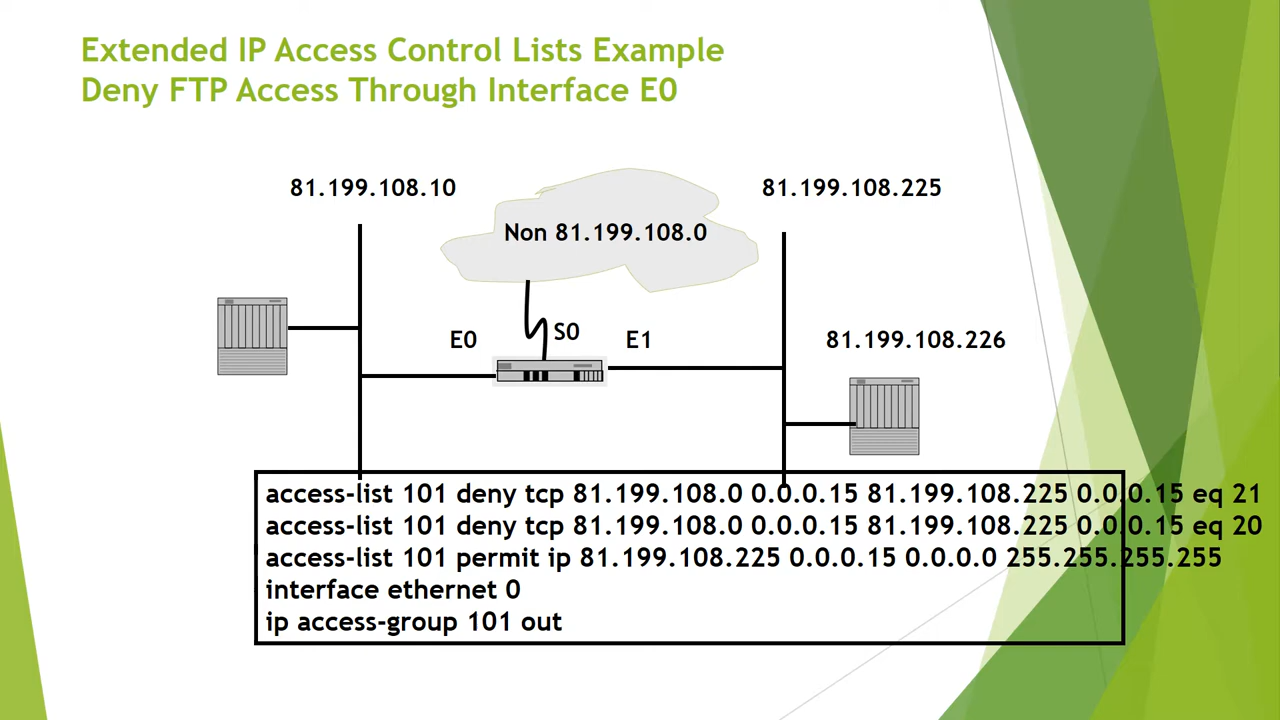 Extended IP Access Control Lists Example
Deny FTP Access Through Interface E0
81.199.108.10
81.199.108.225
Non 81.199.108.0
E0
S0
E1
81.199.108.226
access-list 101 deny tcp 81.199.108.0 0.0.0.15 81.199.108.225 0.0.0.15 eq 21
access-list 101 deny tcp 81.199.108.0 0.0.0.15 81.199.108.225 0.0.0.15 eq 20
access-list 101 permit ip 81.199.108.225 0.0.0.15 0.0.0.0 255.255.255.255
interface ethernet 0
ip access-group 101 out